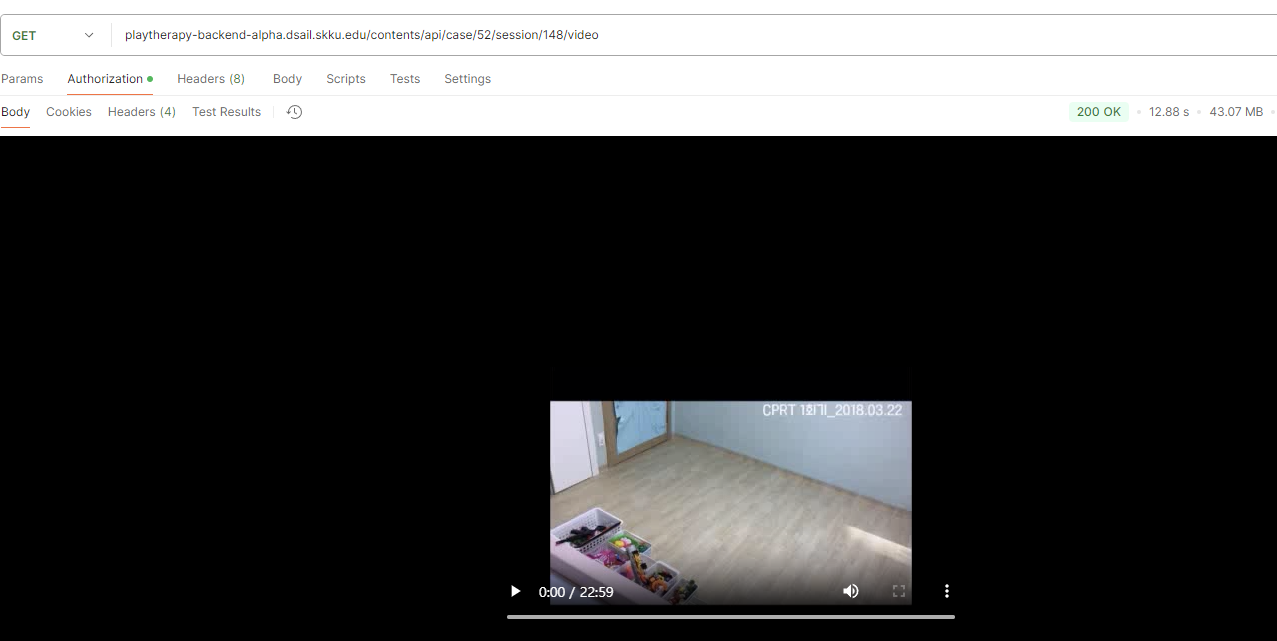 GET playtherapy-backend-alpha.dsail.skku.edu/contents/api/case/52/session/148/video
Params Authorization Headers (8) Body Scripts Tests Settings
Body Cookies Headers (4) Test Results 200 OK 12.88 s 43.07 MB
CPRT 1회기_2018.03.22
0:00 / 22:59